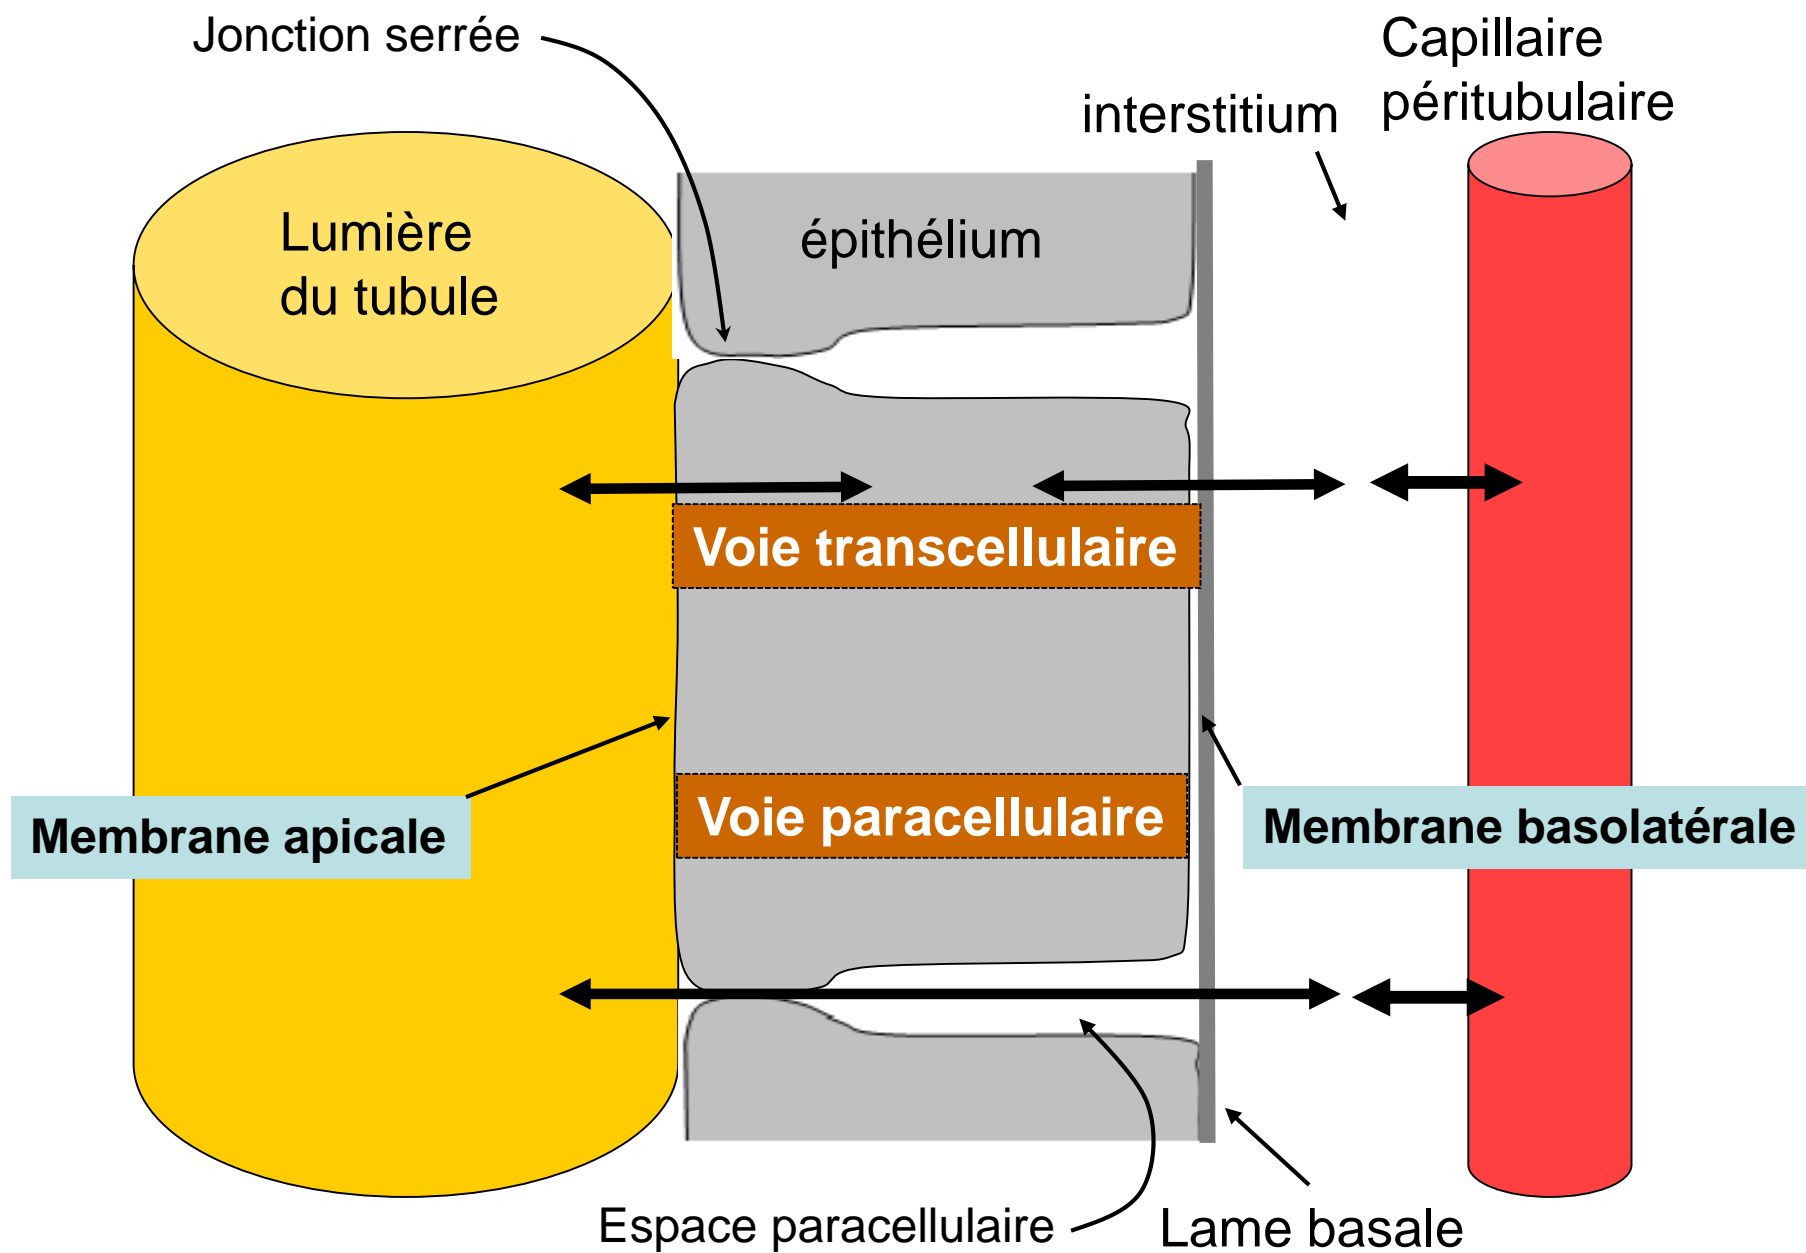 Jonction serrée
Capillaire
péritubulaire
interstitium
Lumière
du tubule
épithélium
Voie transcellulaire
Voie paracellulaire
Membrane apicale
Membrane basolatérale
Espace paracellulaire
Lame basale